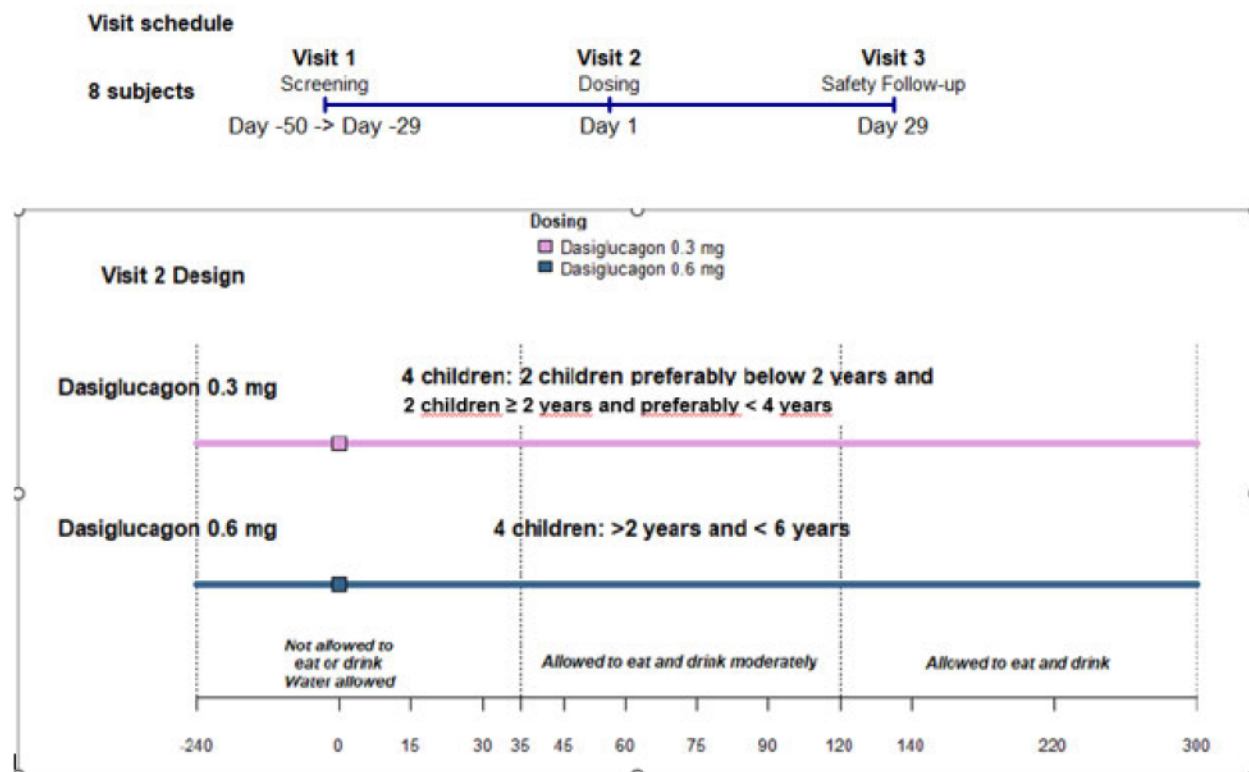 Visit schedule
Visit 1
Visit 2
Visit 3
8 subjects
Screening
Dosing
Safety Follow-up
Day -50 -> Day -29
Day 1
Day 29
Dosing
Dasiglucagon 0.3 mg
Dasiglucagon 0.6 mg
Visit 2 Design
Dasiglucagon 0.3 mg
4 children: 2 children preferably below 2 years and
2 children ≥ 2 years and preferably < 4 years
Dasiglucagon 0.6 mg
4 children: >2 years and < 6 years
Not allowed to
eat or drink
Water allowed
Allowed to eat and drink moderately
Allowed to eat and drink
-240 0 15 30 35 45 60 75 90 120 140 220 300